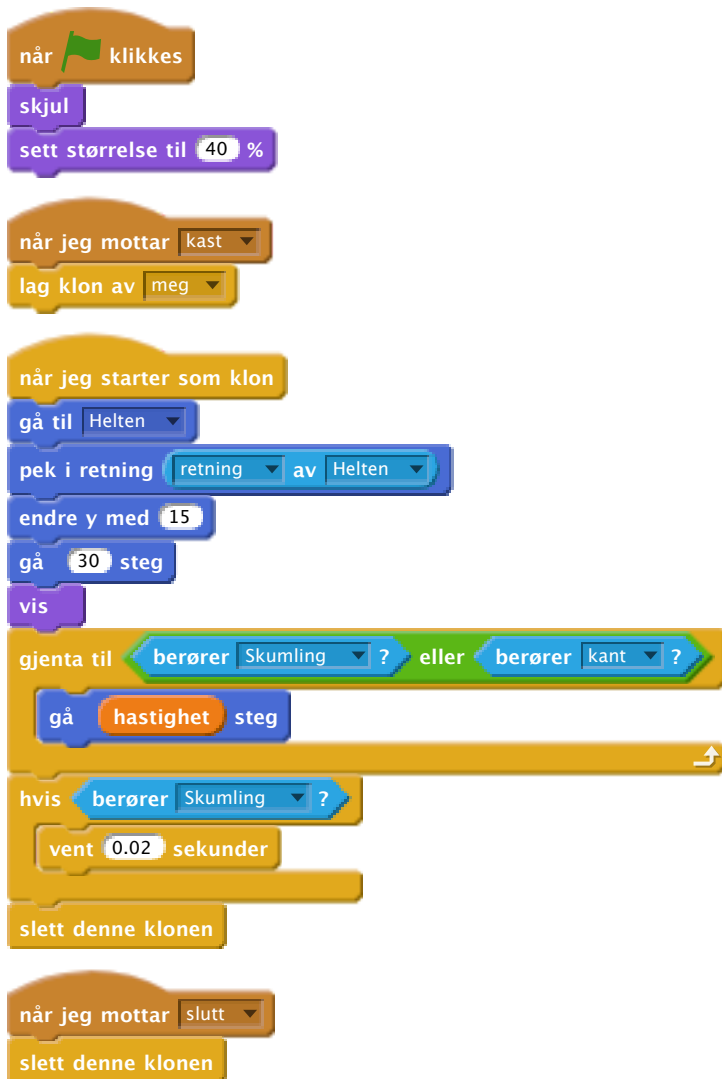 når klikkes
skjul
sett størrelse til 40 %
når jeg mottar kast
lag klon av meg
når jeg starter som klon
gå til Helten
pek i retning retning av Helten
endre y med 15
gå 30 steg
vis
gjenta til berører Skumling ? eller berører kant ?
gå hastighet steg
hvis berører Skumling ?
vent 0.02 sekunder
slett denne klonen
når jeg mottar slutt
slett denne klonen